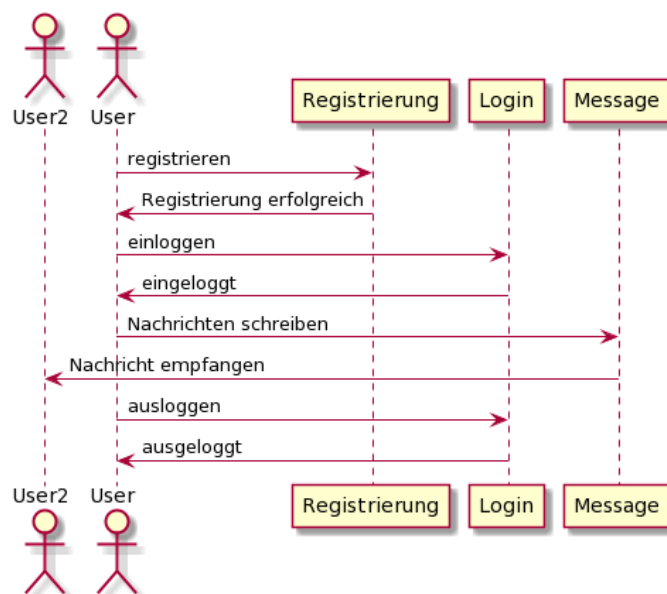 User2 User Registrierung Login Message
registrieren
Registrierung erfolgreich
einloggen
eingeloggt
Nachrichten schreiben
Nachricht empfangen
ausloggen
ausgeloggt
User2 User Registrierung Login Message